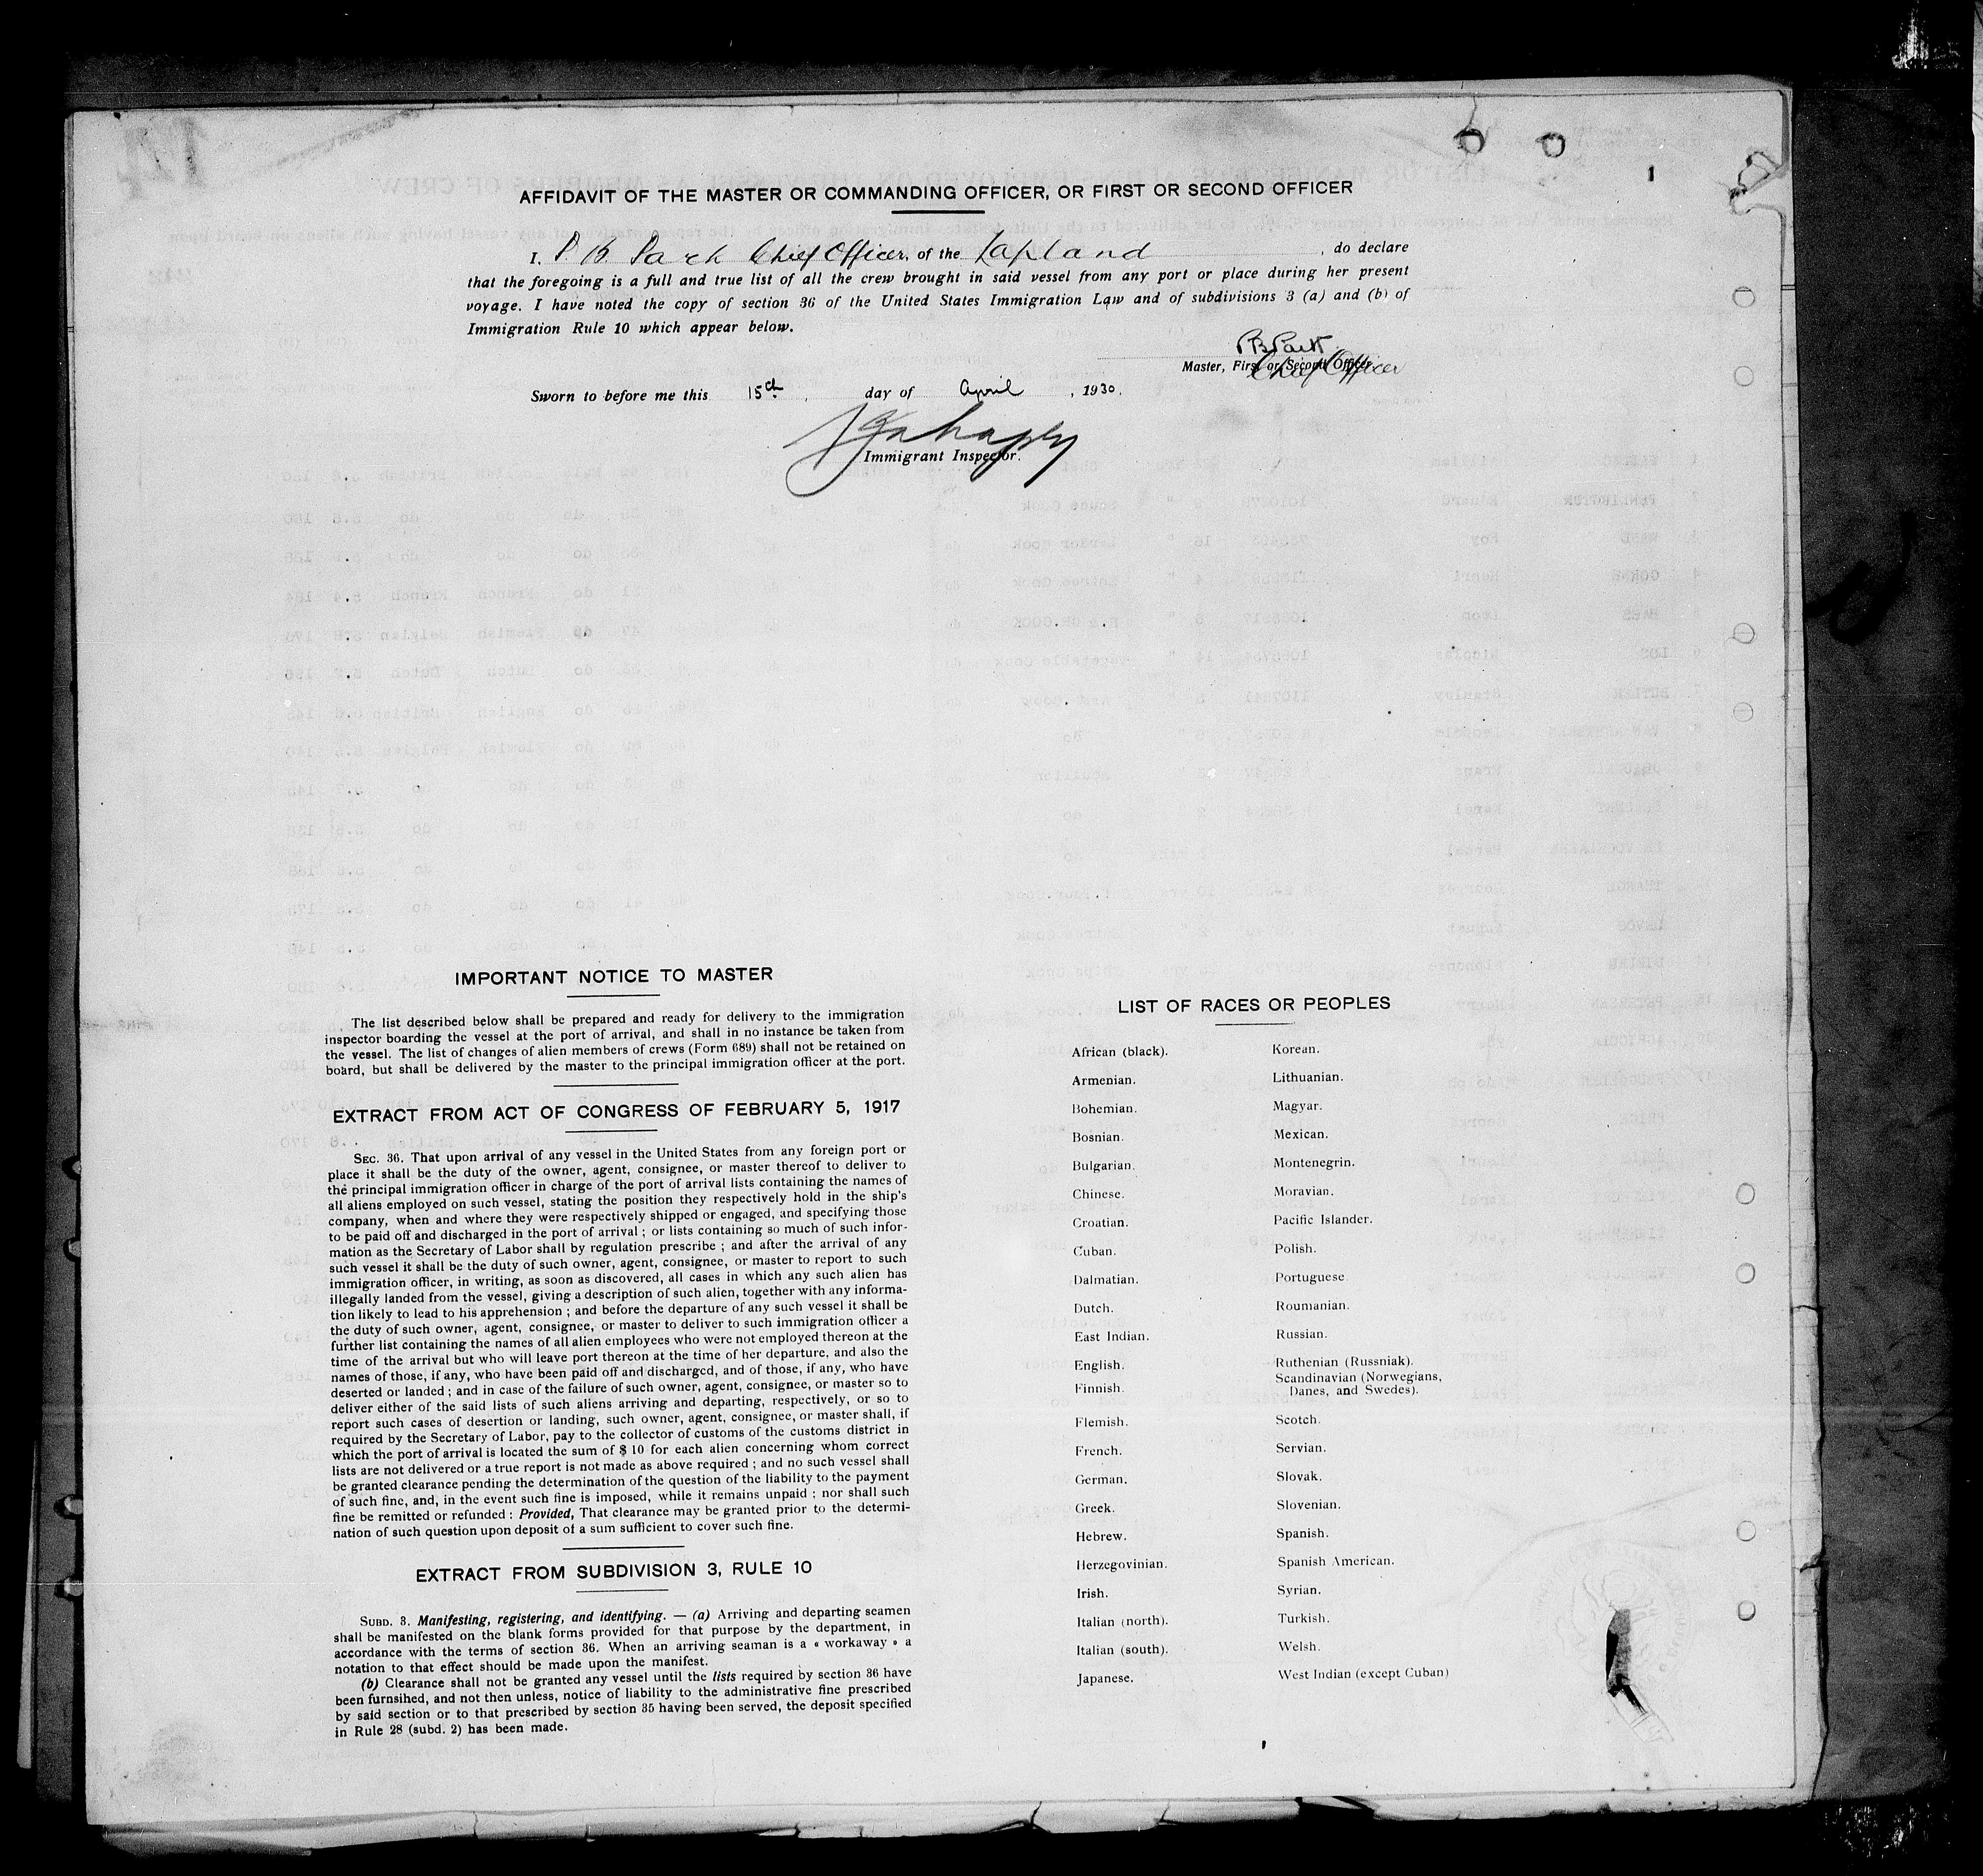 1
AFFIDAVIT OF THE MASTER OR COMMANDING OFFICER, OR FIRST OR SECOND OFFICER
I, P. B. Park Chief Officer, of the Lapland, do declare
that the foregoing is a full and true list of all the crew brought in said vessel from any port or place during her present
voyage. I have noted the copy of section 36 of the United States Immigration Law and of subdivisions 3 (a) and (b) of
Immigration Rule 10 which appear below.
P B Park
Chief Officer
Master, First or Second Officer.
Sworn to before me this 15th, day of April, 1930.
Immigrant Inspector.
IMPORTANT NOTICE TO MASTER
The list described below shall be prepared and ready for delivery to the immigration
inspector boarding the vessel at the port of arrival, and shall in no instance be taken from
the vessel. The list of changes of alien members of crews (Form 689) shall not be retained on
board, but shall be delivered by the master to the principal immigration officer at the port.
EXTRACT FROM ACT OF CONGRESS OF FEBRUARY 5, 1917
SEC. 36. That upon arrival of any vessel in the United States from any foreign port or
place it shall be the duty of the owner, agent, consignee, or master thereof to deliver to
the principal immigration officer in charge of the port of arrival lists containing the names of
all aliens employed on such vessel, stating the position they respectively hold in the ship's
company, when and where they were respectively shipped or engaged, and specifying those
to be paid off and discharged in the port of arrival ; or lists containing so much of such infor-
mation as the Secretary of Labor shall by regulation prescribe ; and after the arrival of any
such vessel it shall be the duty of such owner, agent, consignee, or master to report to such
immigration officer, in writing, as soon as discovered, all cases in which any such alien has
illegally landed from the vessel, giving a description of such alien, together with any informa-
tion likely to lead to his apprehension ; and before the departure of any such vessel it shall be
the duty of such owner, agent, consignee, or master to deliver to such immigration officer a
further list containing the names of all alien employees who were not employed thereon at the
time of the arrival but who will leave port thereon at the time of her departure, and also the
names of those, if any, who have been paid off and discharged, and of those, if any, who have
deserted or landed ; and in case of the failure of such owner, agent, consignee, or master so to
deliver either of the said lists of such aliens arriving and departing, respectively, or so to
report such cases of desertion or landing, such owner, agent, consignee, or master shall, if
required by the Secretary of Labor, pay to the collector of customs of the customs district in
which the port of arrival is located the sum of $ 10 for each alien concerning whom correct
lists are not delivered or a true report is not made as above required ; and no such vessel shall
be granted clearance pending the determination of the question of the liability to the payment
of such fine, and, in the event such fine is imposed, while it remains unpaid ; nor shall such
fine be remitted or refunded : Provided, That clearance may be granted prior to the determi-
nation of such question upon deposit of a sum sufficient to cover such fine.
EXTRACT FROM SUBDIVISION 3, RULE 10
SUBD. 3. Manifesting, registering, and identifying. — (a) Arriving and departing seamen
shall be manifested on the blank forms provided for that purpose by the department, in
accordance with the terms of section 36. When an arriving seaman is a « workaway » a
notation to that effect should be made upon the manifest.
(b) Clearance shall not be granted any vessel until the lists required by section 36 have
been furnsihed, and not then unless, notice of liability to the administrative fine prescribed
by said section or to that prescribed by section 35 having been served, the deposit specified
in Rule 28 (subd. 2) has been made.
LIST OF RACES OR PEOPLES
African (black).
Armenian.
Bohemian.
Bosnian.
Bulgarian.
Chinese.
Croatian.
Cuban.
Dalmatian.
Dutch.
East Indian.
English.
Finnish.
Flemish.
French.
German.
Greek.
Hebrew.
Herzegovinian.
Irish.
Italian (north).
Italian (south).
Japanese.
Korean.
Lithuanian.
Magyar.
Mexican.
Montenegrin.
Moravian.
Pacific Islander.
Polish.
Portuguese
Roumanian.
Russian.
Ruthenian (Russniak).
Scandinavian (Norwegians,
Danes, and Swedes).
Scotch.
Servian.
Slovak.
Slovenian.
Spanish.
Spanish American.
Syrian.
Turkish.
Welsh.
West Indian (except Cuban)